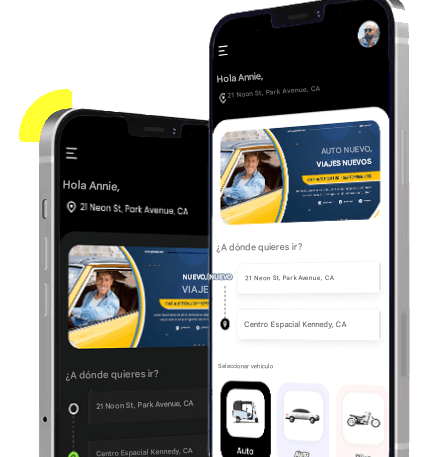 Hola Annie,
21 Neon St, Park Avenue, CA
NUEVO, NUEVO
VIAJE
¿A dónde quieres ir?
21 Neon St, Park Avenue, CA
Centro Espacial Kennedy, CA
Hola Annie,
21 Noon St, Park Avenue, CA
AUTO NUEVO,
VIAJES NUEVOS
¿A dónde quieres ir?
21 Neon St, Park Avenue, CA
Centro Espacial Kennedy, CA
Seleccionar vehículo
Auto
Auto